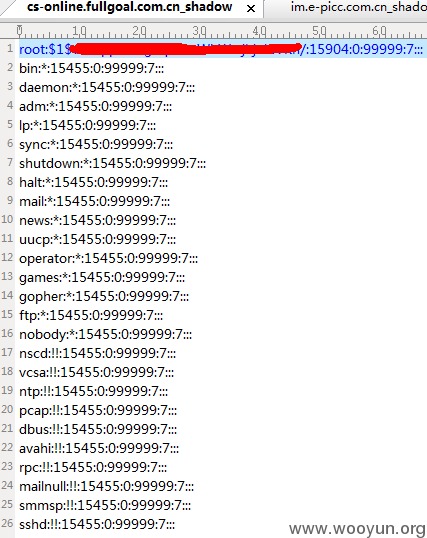 cs-online.fullgoal.com.cn_shadow × im.e-picc.com.cn_shado
0 10 20 30 40 50 60
1 root:$1$ /:15904:0:99999:7:::
2 bin:*:15455:0:99999:7:::
3 daemon:*:15455:0:99999:7:::
4 adm:*:15455:0:99999:7:::
5 lp:*:15455:0:99999:7:::
6 sync:*:15455:0:99999:7:::
7 shutdown:*:15455:0:99999:7:::
8 halt:*:15455:0:99999:7:::
9 mail:*:15455:0:99999:7:::
10 news:*:15455:0:99999:7:::
11 uucp:*:15455:0:99999:7:::
12 operator:*:15455:0:99999:7:::
13 games:*:15455:0:99999:7:::
14 gopher:*:15455:0:99999:7:::
15 ftp:*:15455:0:99999:7:::
16 nobody:*:15455:0:99999:7:::
17 nscd:!!:15455:0:99999:7:::
18 vcsa:!!:15455:0:99999:7:::
19 ntp:!!:15455:0:99999:7:::
20 pcap:!!:15455:0:99999:7:::
21 dbus:!!:15455:0:99999:7:::
22 avahi:!!:15455:0:99999:7:::
23 rpc:!!:15455:0:99999:7:::
24 mailnull:!!:15455:0:99999:7:::
25 smmsp:!!:15455:0:99999:7:::
26 sshd:!!:15455:0:99999:7:::
www.wooyun.org